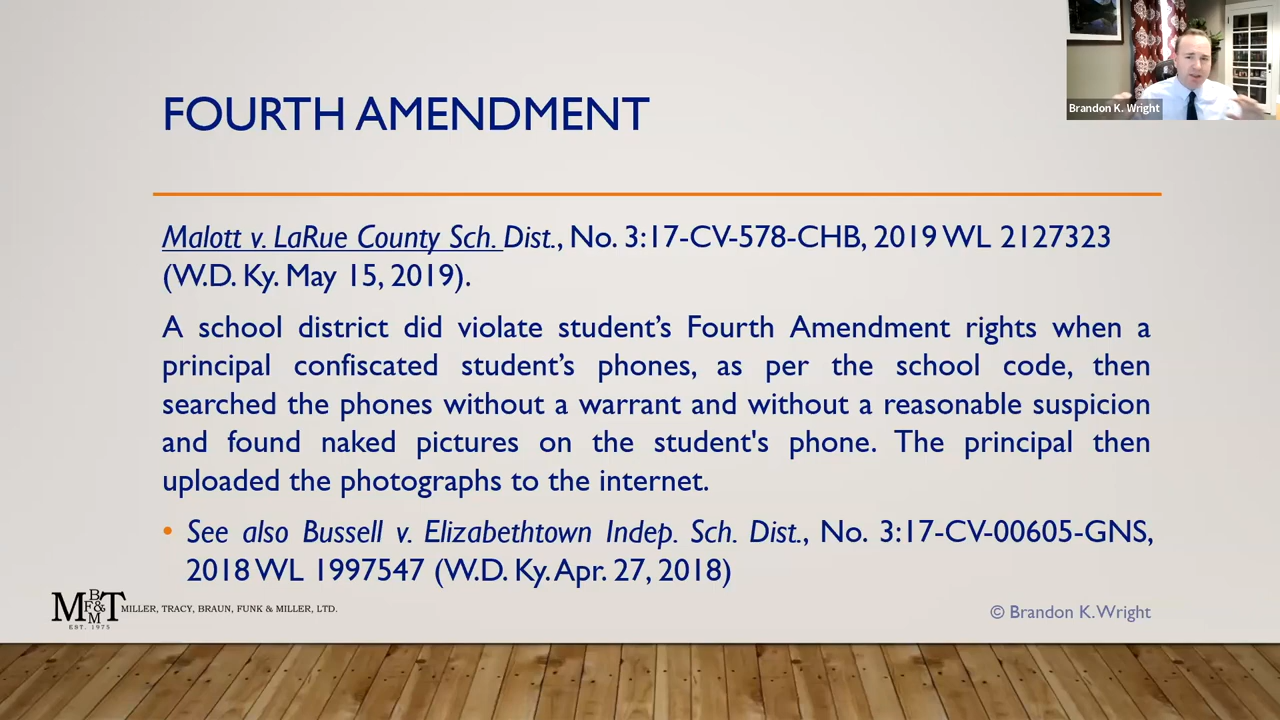 Brandon K. Wright
FOURTH AMENDMENT
Malott v. LaRue County Sch. Dist., No. 3:17-CV-578-CHB, 2019 WL 2127323
(W.D. Ky. May 15, 2019).
A school district did violate student’s Fourth Amendment rights when a
principal confiscated student’s phones, as per the school code, then
searched the phones without a warrant and without a reasonable suspicion
and found naked pictures on the student's phone. The principal then
uploaded the photographs to the internet.
• See also Bussell v. Elizabethtown Indep. Sch. Dist., No. 3:17-CV-00605-GNS,
2018 WL 1997547 (W.D. Ky. Apr. 27, 2018)
MBF&MT MILLER, TRACY, BRAUN, FUNK & MILLER, LTD.
EST. 1975
© Brandon K. Wright